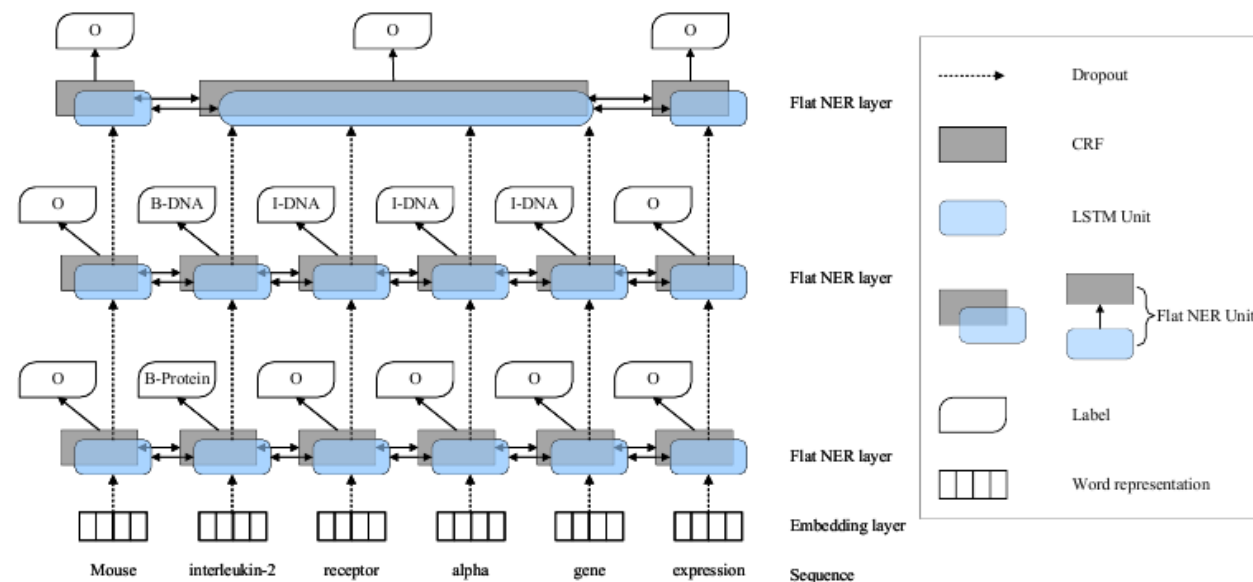 O O O
Flat NER layer
O B-DNA I-DNA I-DNA I-DNA O
Flat NER layer
O B-Protein O O O O
Flat NER layer
Embedding layer
Mouse interleukin-2 receptor alpha gene expression Sequence
Dropout
CRF
LSTM Unit
Flat NER Unit
Label
Word representation